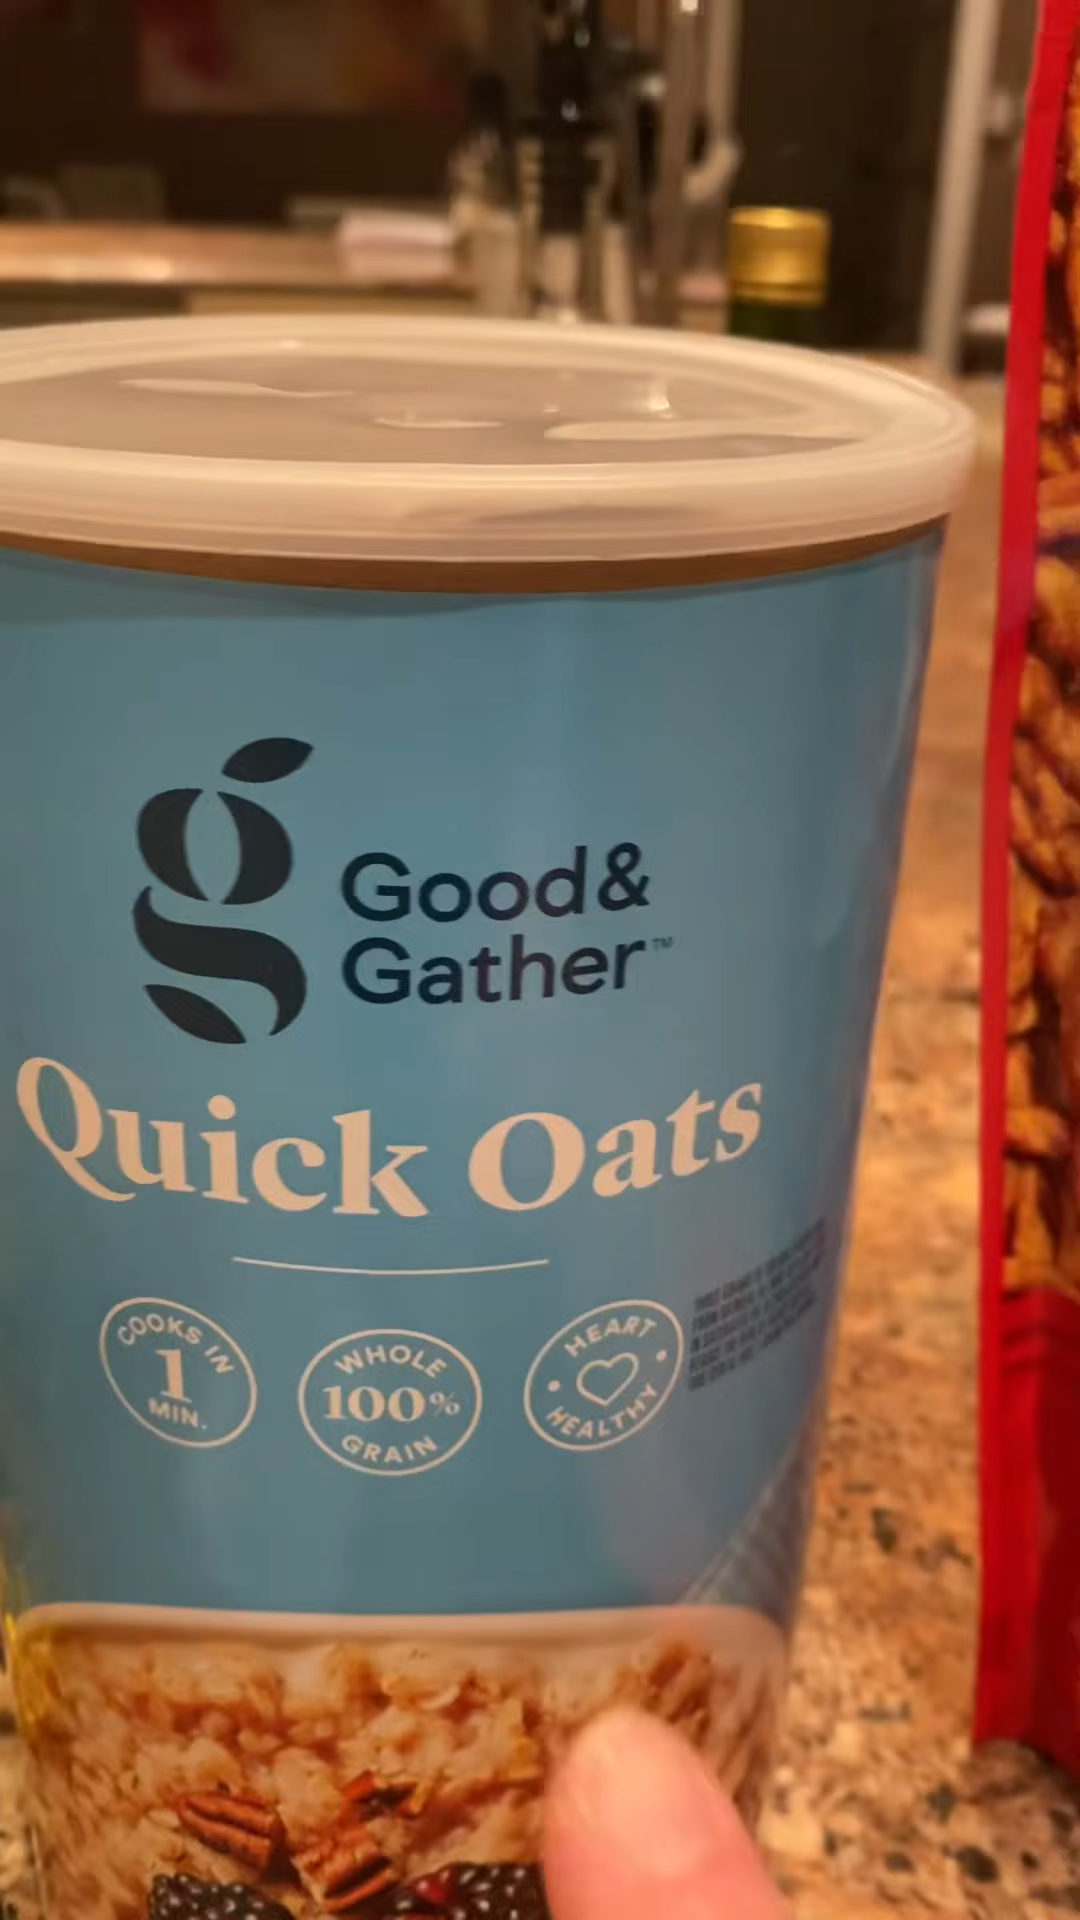 Good&
Gather™
Quick Oats
COOKS IN
1
MIN.
WHOLE
100%
GRAIN
HEART
HEALTHY